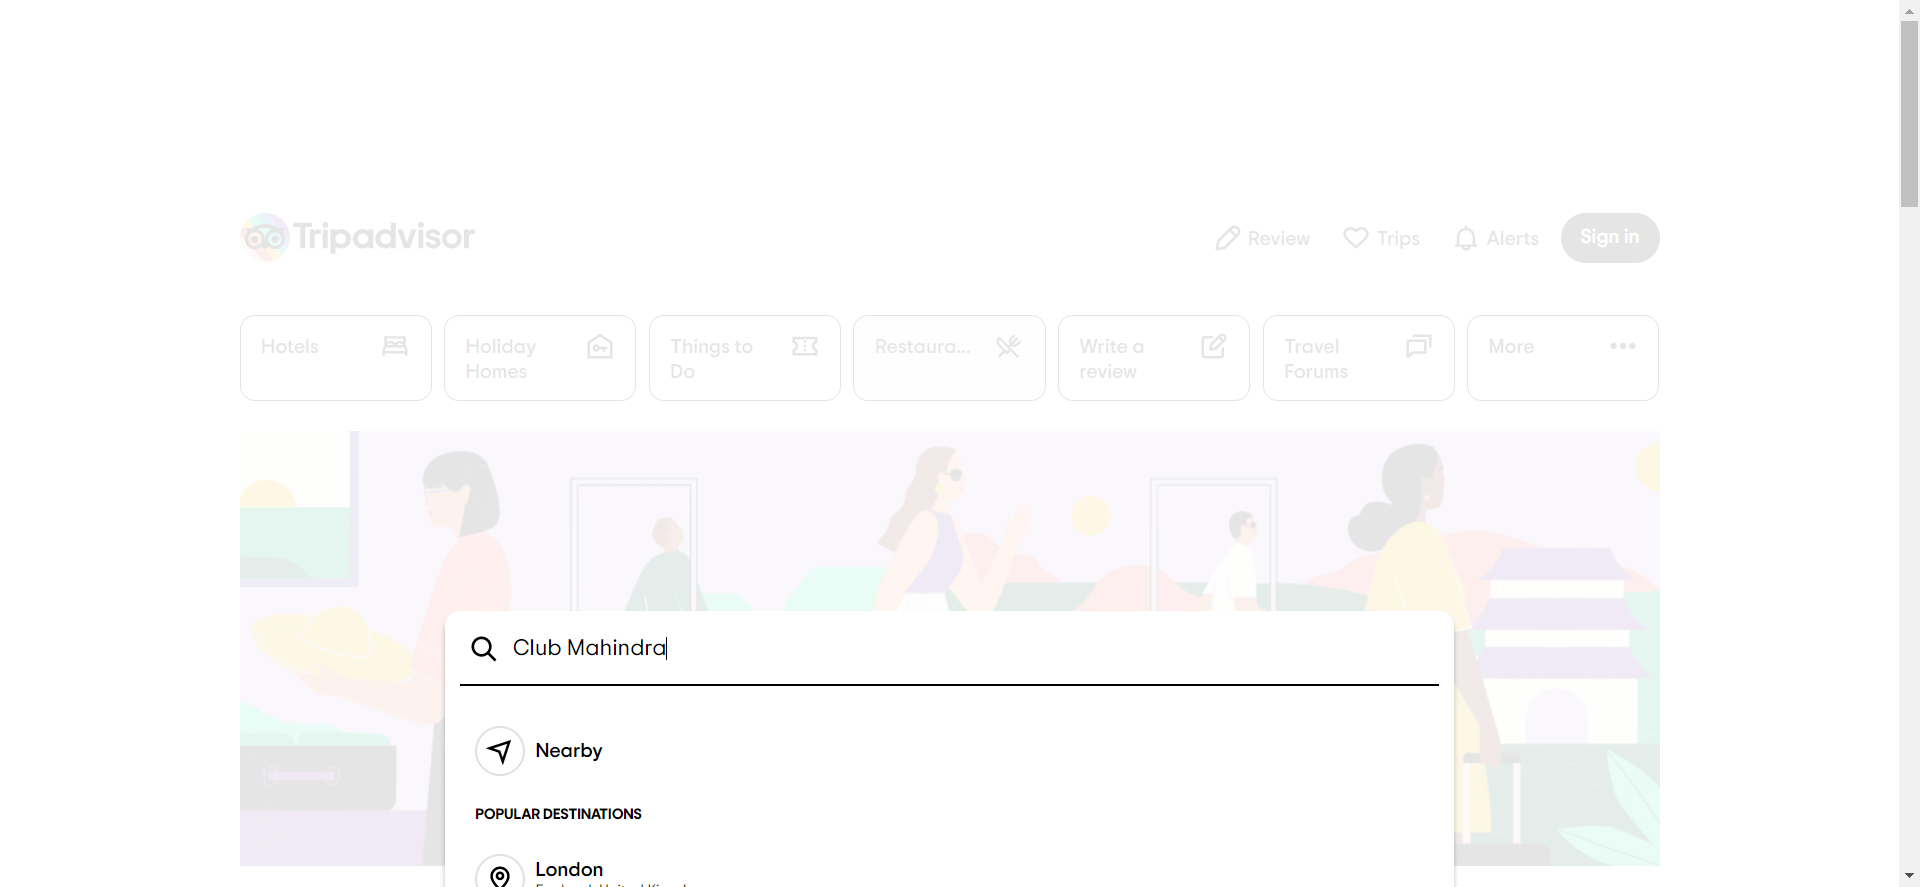 Tripadvisor
Review
Trips
Alerts
Sign in
Hotels
Holiday
Homes
Things to
Do
Restaura...
Write a
review
Travel
Forums
More
Club Mahindra
Nearby
POPULAR DESTINATIONS
London